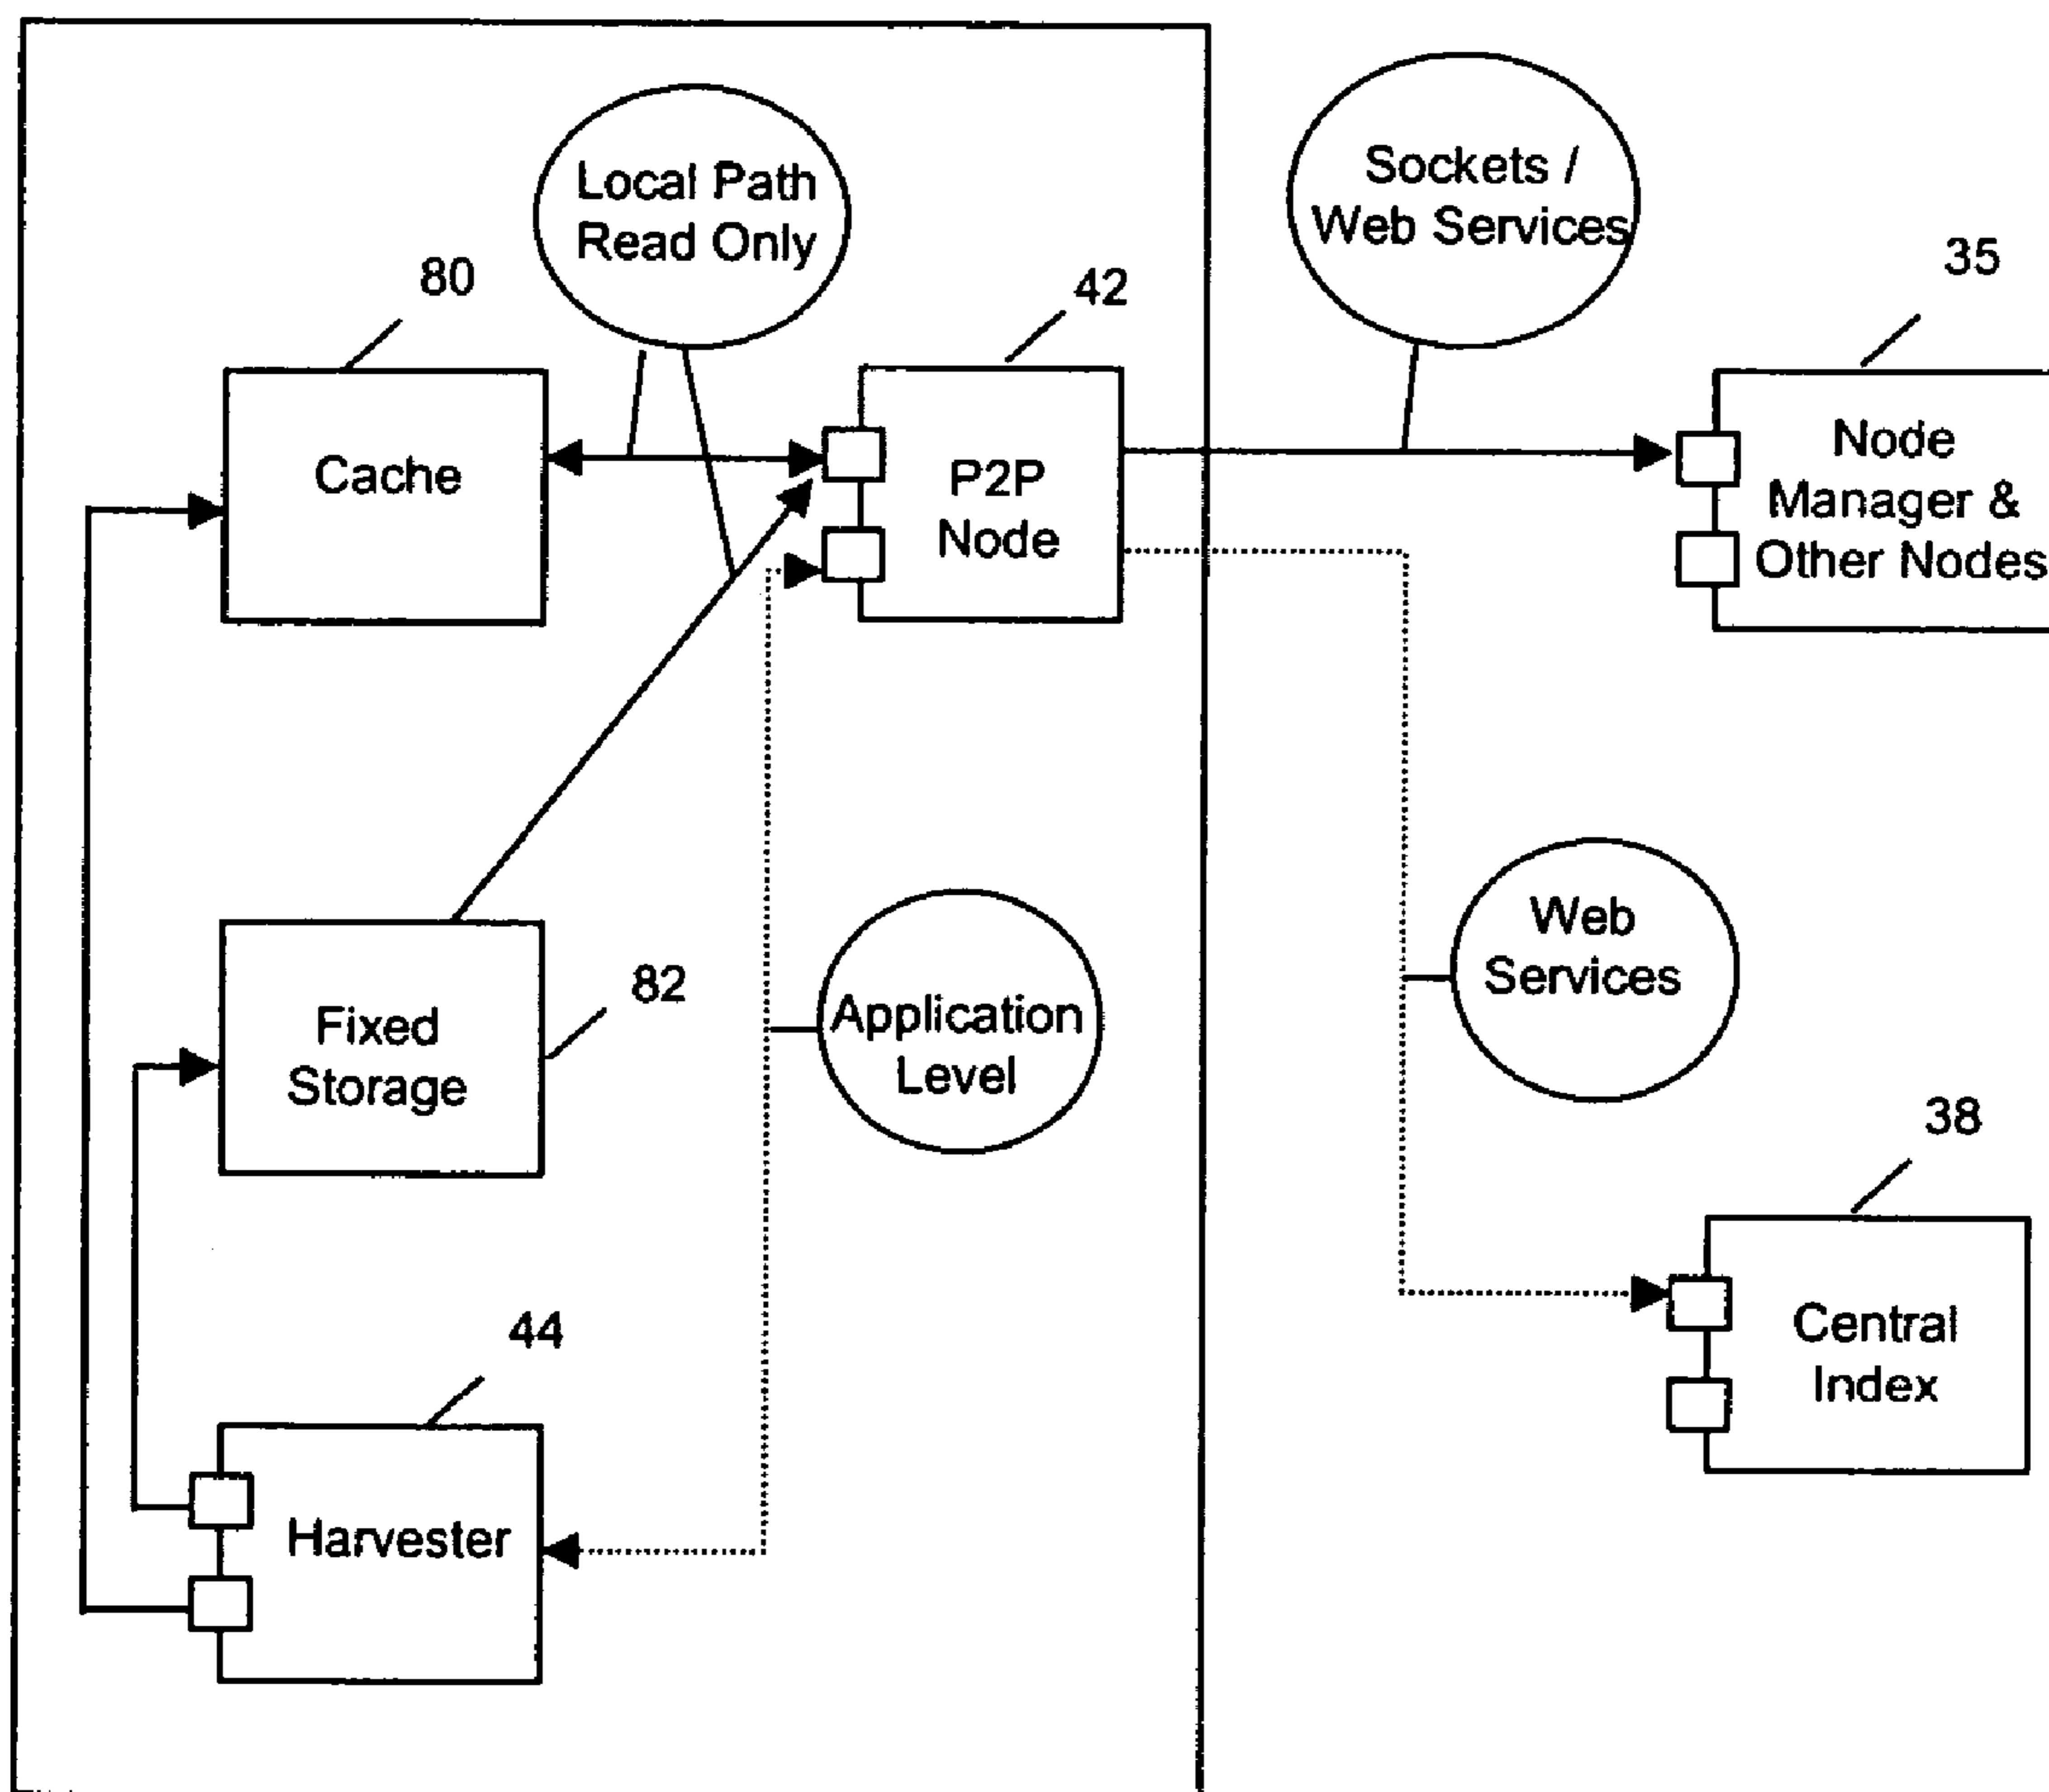 Local Path
Read Only
Sockets /
Web Services
80
42
35
Cache
P2P
Node
Node
Manager &
Other Nodes
Fixed
Storage
82
Application
Level
Web
Services
38
44
Harvester
Central
Index